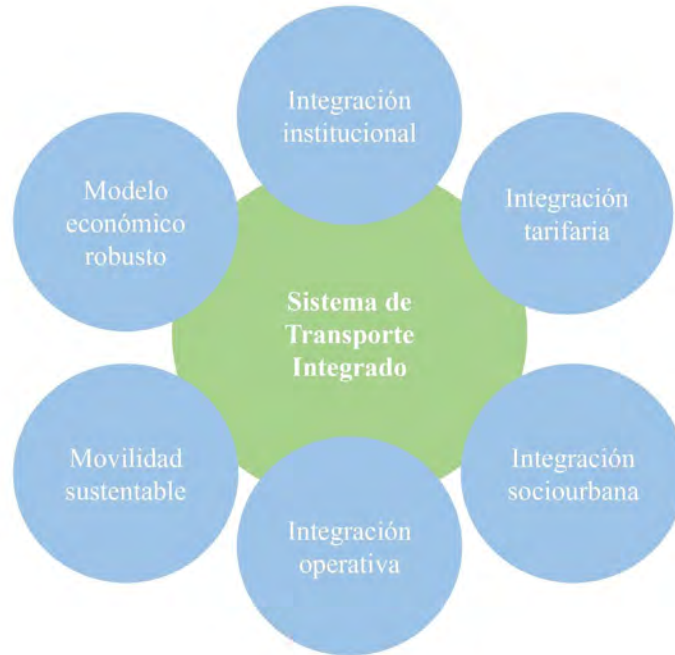 Integración
institucional
Modelo
económico
robusto
Integración
tarifaria
Sistema de
Transporte
Integrado
Movilidad
sustentable
Integración
sociourbana
Integración
operativa